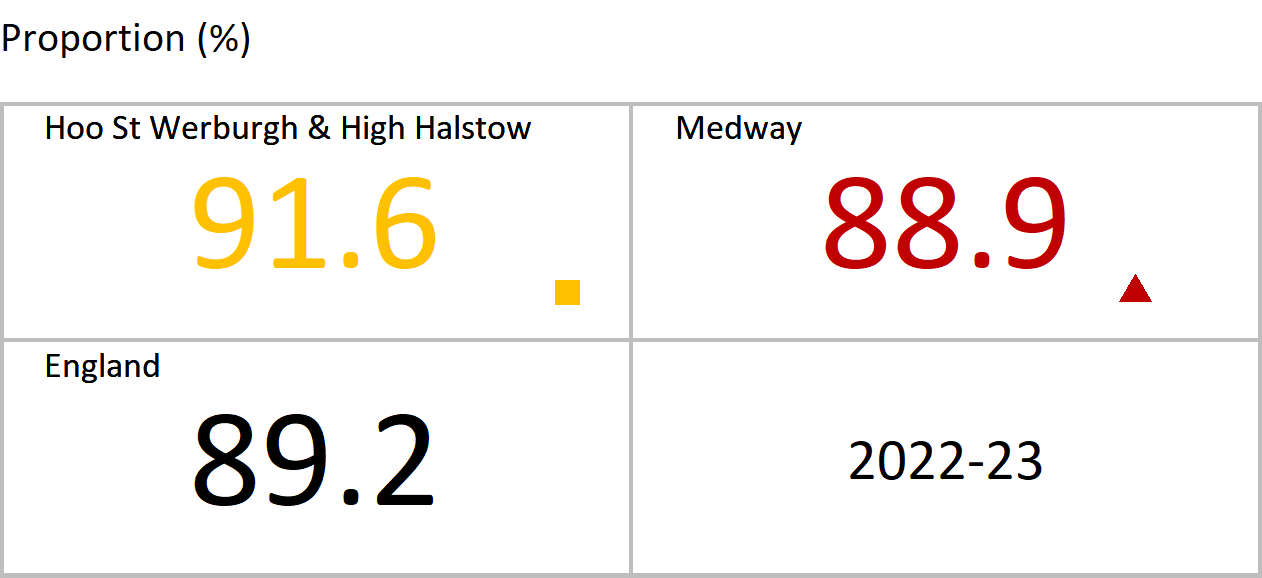 Proportion (%)
Hoo St Werburgh & High Halstow
91.6
Medway
88.9
England
89.2
2022-23